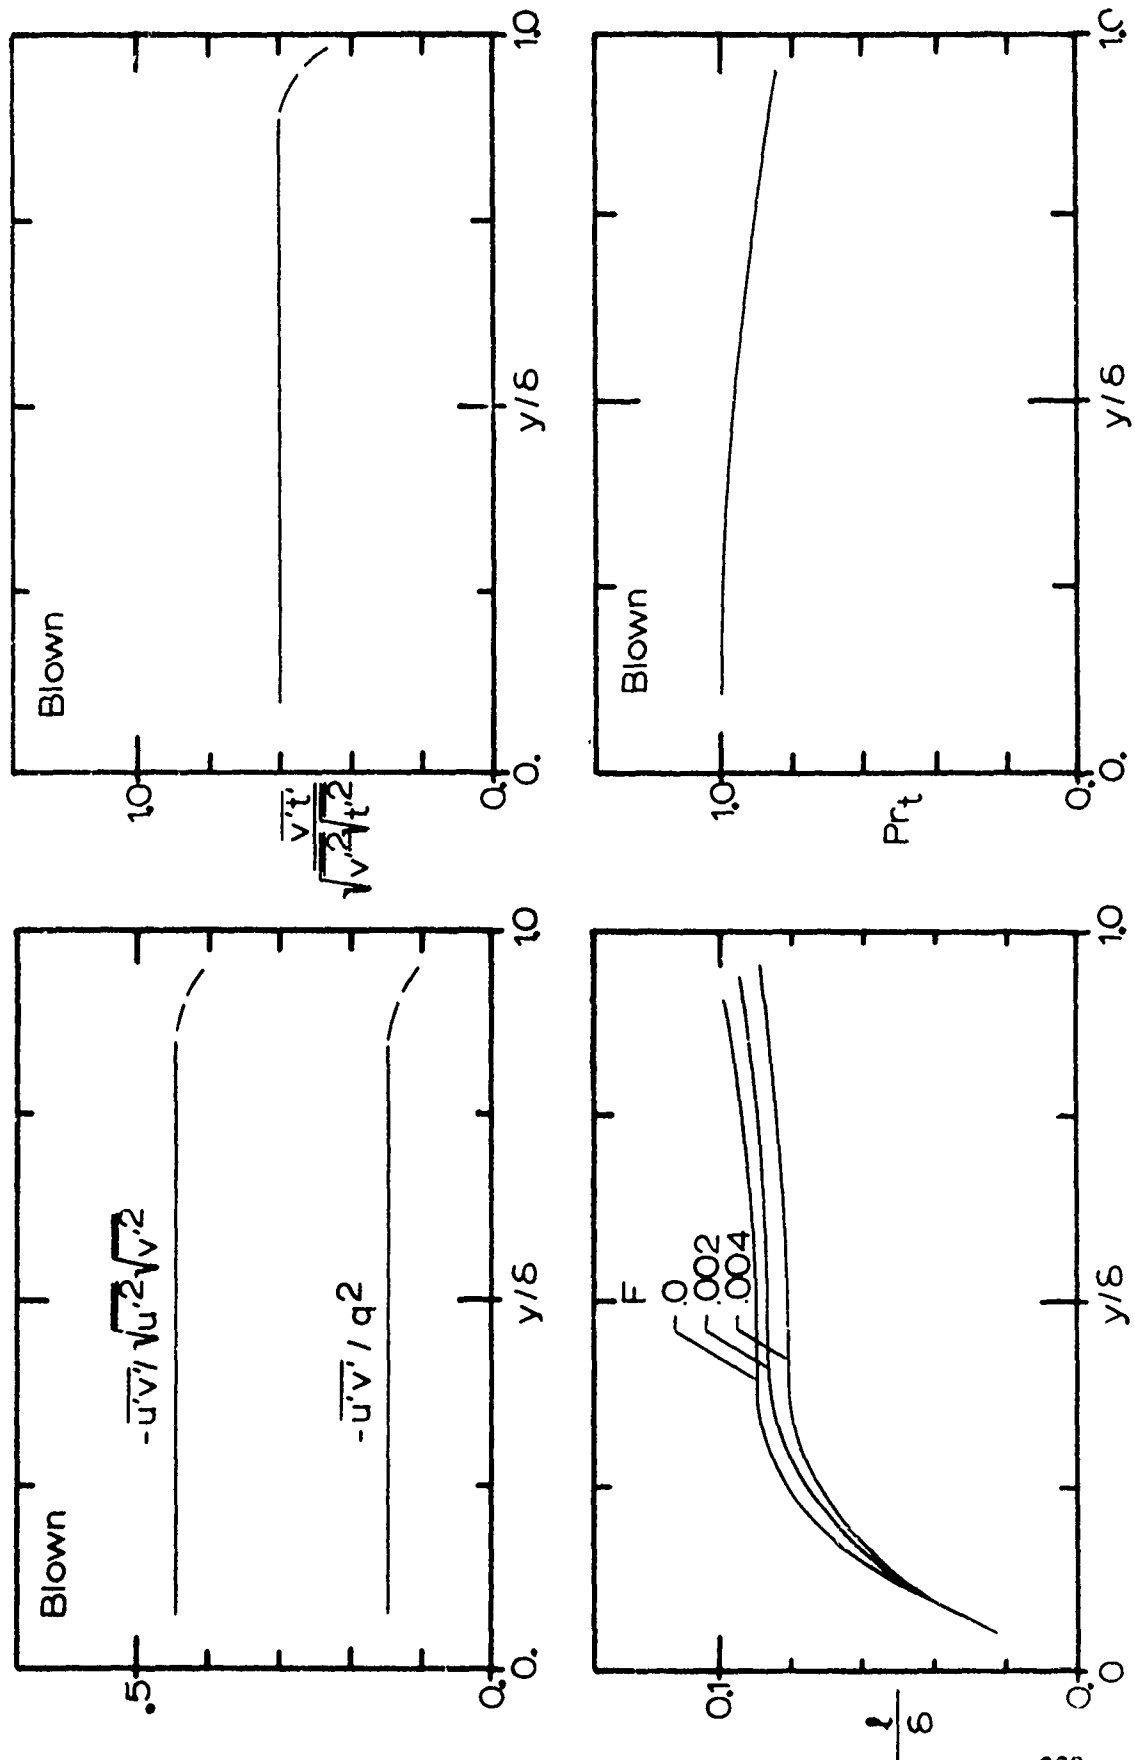 Blown
-u'v'/√u'²√v'²
-u'v' / q²
.5
0.
0.
1.0
y/δ
Blown
v't'
√v'²√t'²
1.0
0.
0.
1.0
y/δ
F
.0
.002
.004
ℓ
δ
0.1
0.
0
1.0
y/δ
Blown
Prt
1.0
0.
0.
1.0
y/δ